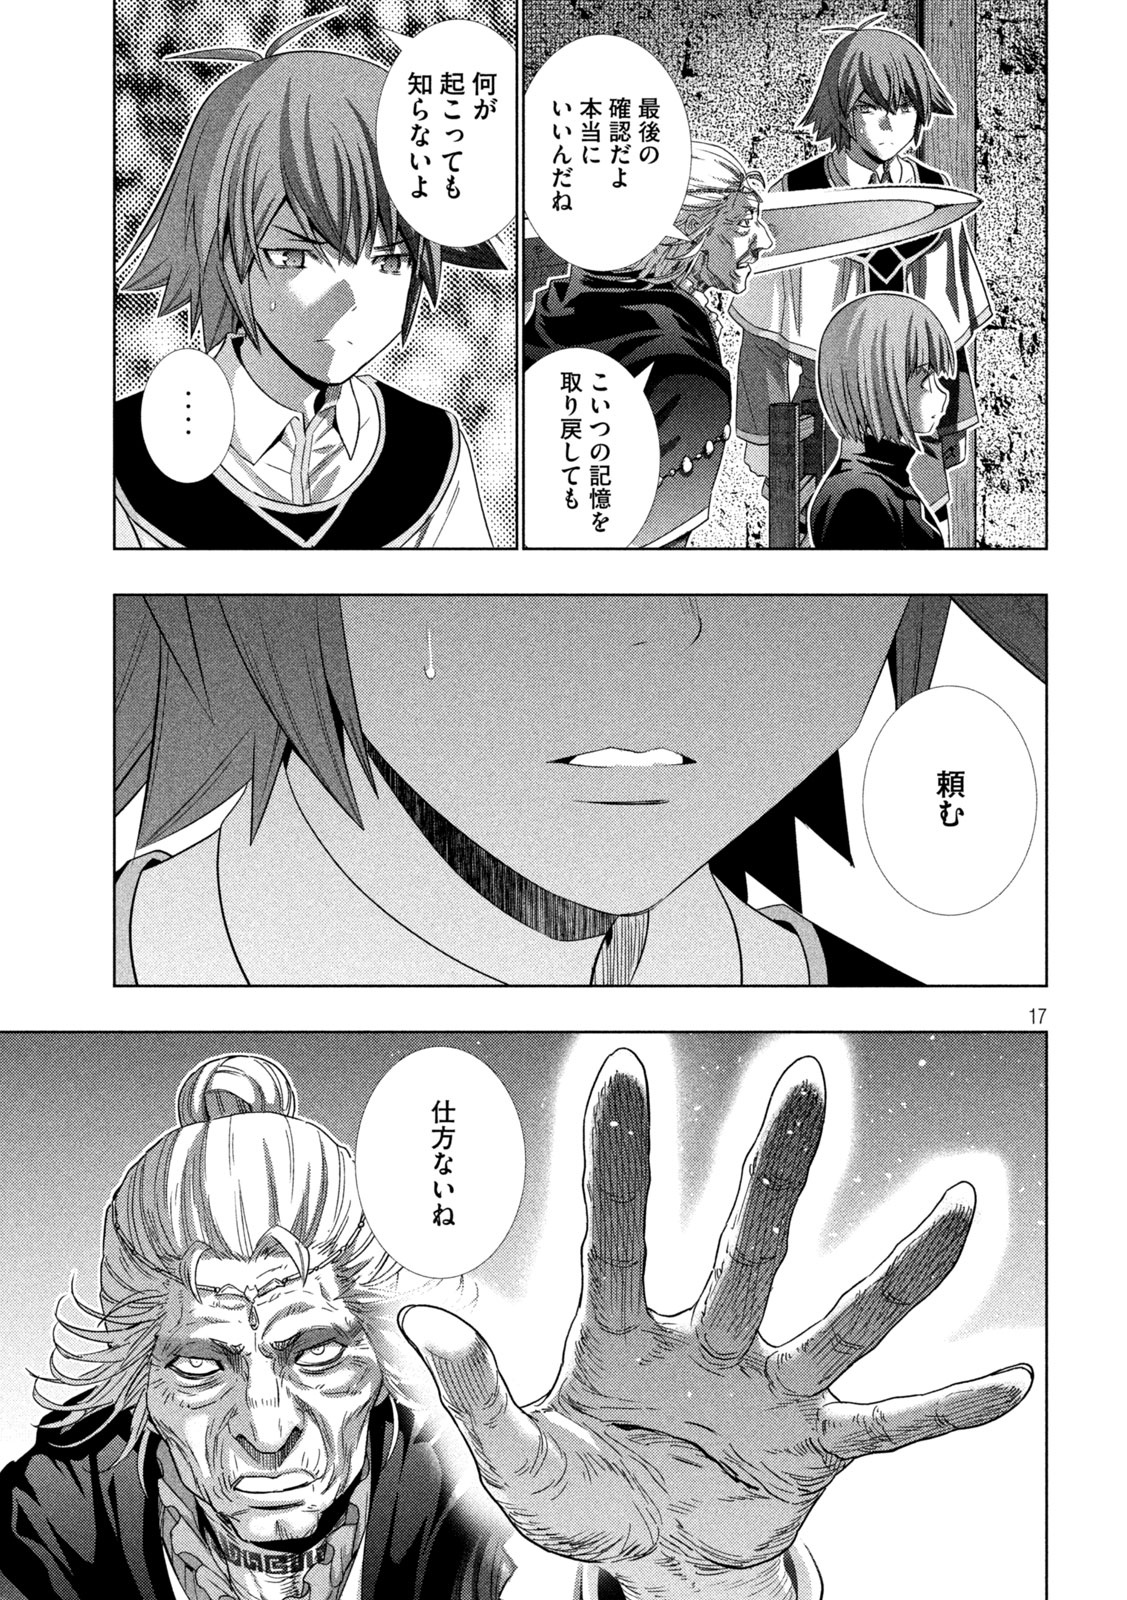 最後の
確認だよ
本当に
いいんだね
こいつの記憶を
取り戻しても
何が
起こっても
知らないよ
・・・・
頼む
17
仕方ないね